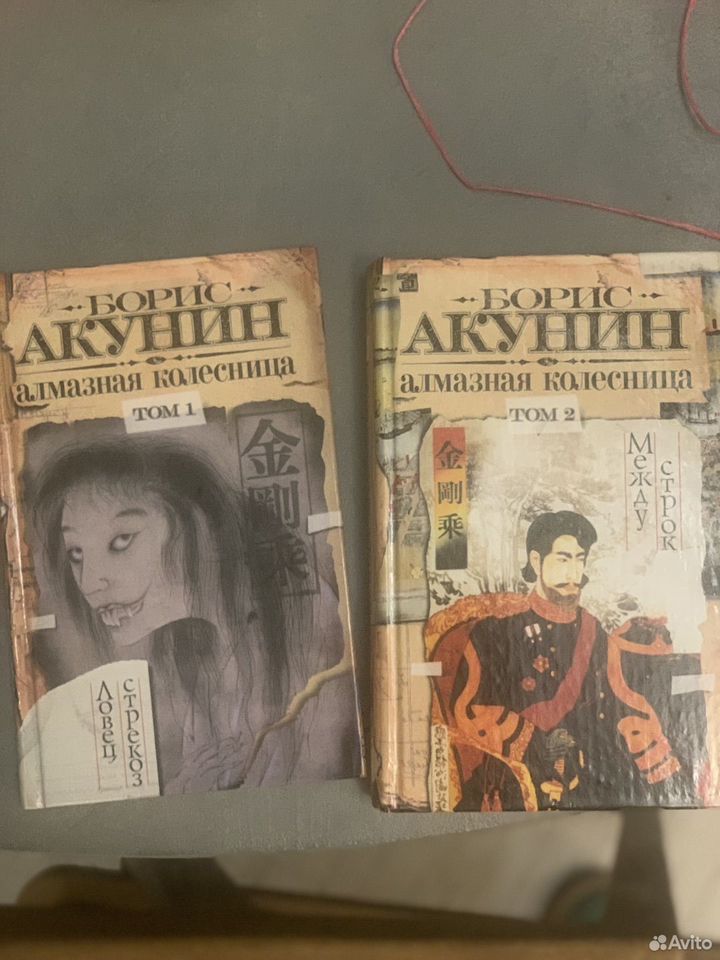 БОРИС
АКУНИН
алмазная колесница
ТОМ 1
金剛乘
Ловец
стрекоз
БОРИС
АКУНИН
алмазная колесница
ТОМ 2
金剛乘
Между
строк
Avito